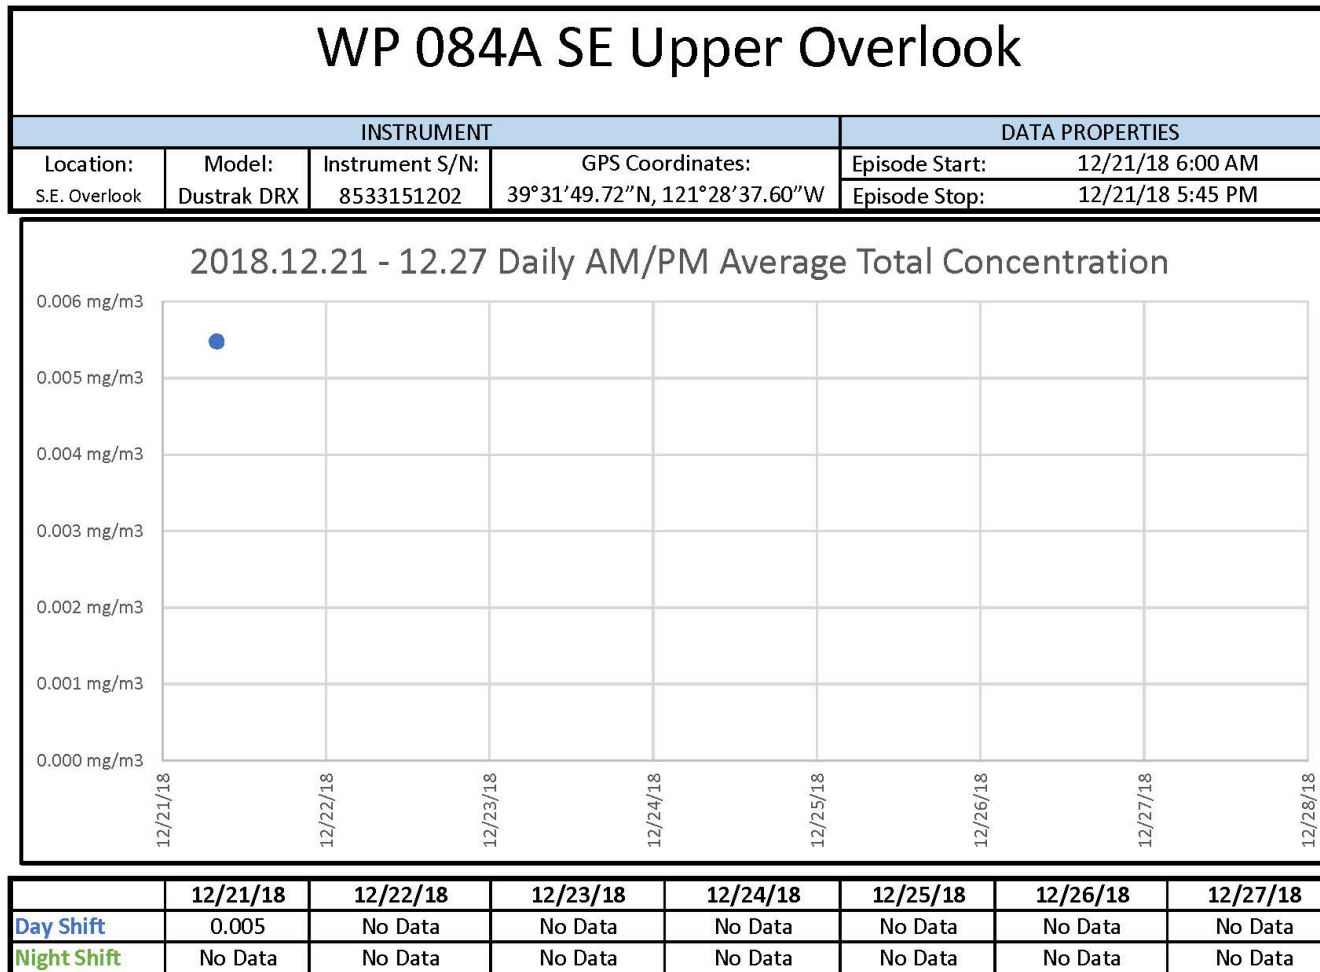 WP 084A SE Upper Overlook
INSTRUMENT DATA PROPERTIES
Location: Model: Instrument S/N: GPS Coordinates: Episode Start: 12/21/18 6:00 AM
S.E. Overlook Dustrak DRX 8533151202 39°31'49.72"N, 121°28'37.60"W Episode Stop: 12/21/18 5:45 PM
2018.12.21 - 12.27 Daily AM/PM Average Total Concentration
0.006 mg/m3
0.005 mg/m3
0.004 mg/m3
0.003 mg/m3
0.002 mg/m3
0.001 mg/m3
0.000 mg/m3
12/21/18
12/22/18
12/23/18
12/24/18
12/25/18
12/26/18
12/27/18
12/28/18
12/21/18 12/22/18 12/23/18 12/24/18 12/25/18 12/26/18 12/27/18
Day Shift 0.005 No Data No Data No Data No Data No Data No Data
Night Shift No Data No Data No Data No Data No Data No Data No Data